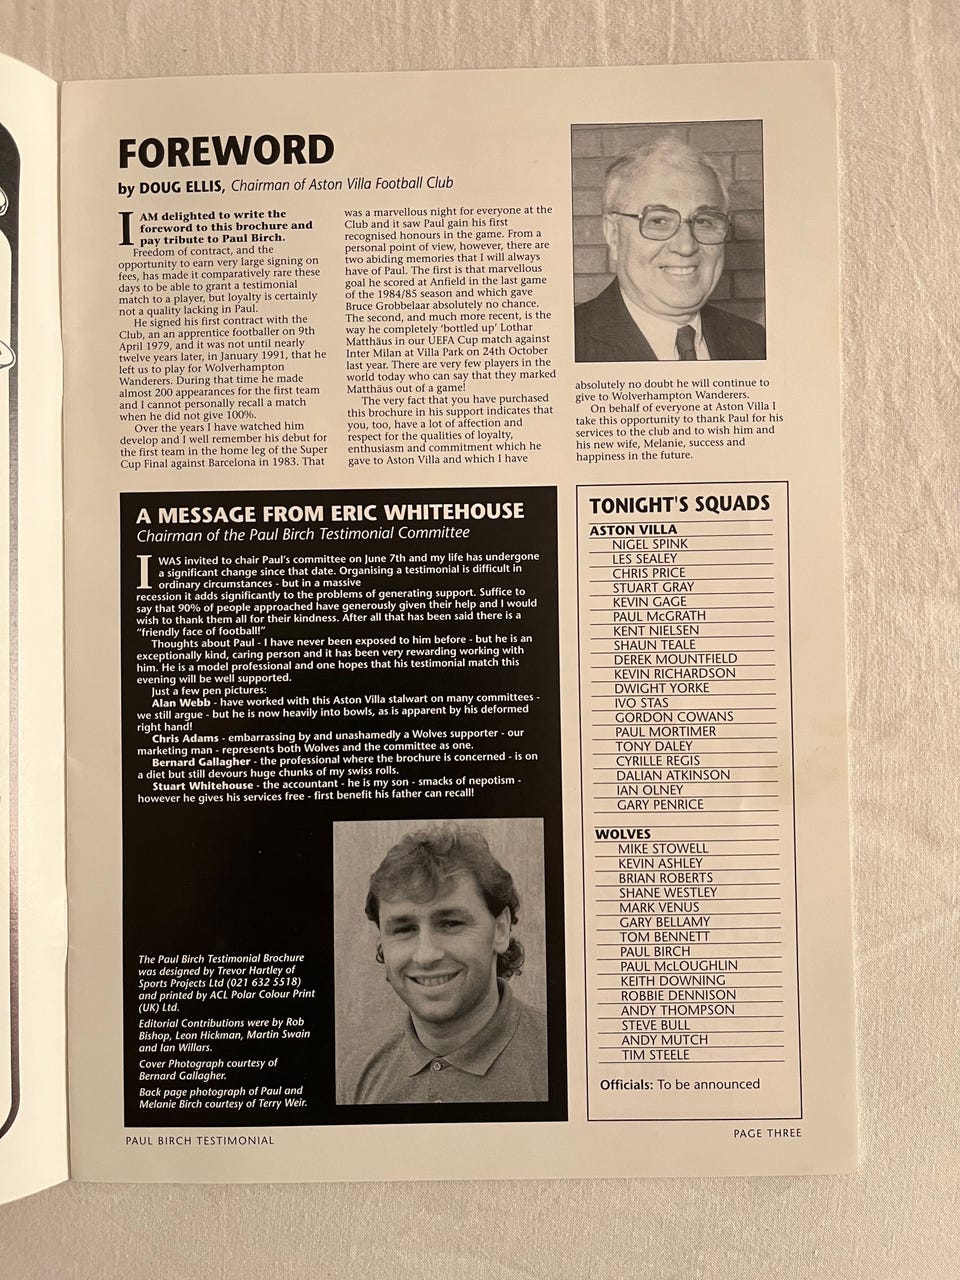 FOREWORD
by DOUG ELLIS, Chairman of Aston Villa Football Club
I AM delighted to write the
foreword to this brochure and
pay tribute to Paul Birch.
Freedom of contract, and the
opportunity to earn very large signing on
fees, has made it comparatively rare these
days to be able to grant a testimonial
match to a player, but loyalty is certainly
not a quality lacking in Paul.
He signed his first contract with the
Club, an an apprentice footballer on 9th
April 1979, and it was not until nearly
twelve years later, in January 1991, that he
left us to play for Wolverhampton
Wanderers. During that time he made
almost 200 appearances for the first team
and I cannot personally recall a match
when he did not give 100%.
Over the years I have watched him
develop and I well remember his debut for
the first team in the home leg of the Super
Cup Final against Barcelona in 1983. That
was a marvellous night for everyone at the
Club and it saw Paul gain his first
recognised honours in the game. From a
personal point of view, however, there are
two abiding memories that I will always
have of Paul. The first is that marvellous
goal he scored at Anfield in the last game
of the 1984/85 season and which gave
Bruce Grobbelaar absolutely no chance.
The second, and much more recent, is the
way he completely 'bottled up' Lothar
Matthäus in our UEFA Cup match against
Inter Milan at Villa Park on 24th October
last year. There are very few players in the
world today who can say that they marked
Matthäus out of a game!
The very fact that you have purchased
this brochure in his support indicates that
you, too, have a lot of affection and
respect for the qualities of loyalty,
enthusiasm and commitment which he
gave to Aston Villa and which I have
absolutely no doubt he will continue to
give to Wolverhampton Wanderers.
On behalf of everyone at Aston Villa I
take this opportunity to thank Paul for his
services to the club and to wish him and
his new wife, Melanie, success and
happiness in the future.
A MESSAGE FROM ERIC WHITEHOUSE
Chairman of the Paul Birch Testimonial Committee
I WAS invited to chair Paul's committee on June 7th and my life has undergone
a significant change since that date. Organising a testimonial is difficult in
ordinary circumstances - but in a massive
recession it adds significantly to the problems of generating support. Suffice to
say that 90% of people approached have generously given their help and I would
wish to thank them all for their kindness. After all that has been said there is a
"friendly face of football!"
Thoughts about Paul - I have never been exposed to him before - but he is an
exceptionally kind, caring person and it has been very rewarding working with
him. He is a model professional and one hopes that his testimonial match this
evening will be well supported.
Just a few pen pictures:
Alan Webb - have worked with this Aston Villa stalwart on many committees -
we still argue - but he is now heavily into bowls, as is apparent by his deformed
right hand!
Chris Adams - embarrassing by and unashamedly a Wolves supporter - our
marketing man - represents both Wolves and the committee as one.
Bernard Gallagher - the professional where the brochure is concerned - is on
a diet but still devours huge chunks of my swiss rolls.
Stuart Whitehouse - the accountant - he is my son - smacks of nepotism -
however he gives his services free - first benefit his father can recall!
The Paul Birch Testimonial Brochure
was designed by Trevor Hartley of
Sports Projects Ltd (021 632 5518)
and printed by ACL Polar Colour Print
(UK) Ltd.
Editorial Contributions were by Rob
Bishop, Leon Hickman, Martin Swain
and Ian Willars.
Cover Photograph courtesy of
Bernard Gallagher.
Back page photograph of Paul and
Melanie Birch courtesy of Terry Weir.
TONIGHT'S SQUADS
ASTON VILLA
NIGEL SPINK
LES SEALEY
CHRIS PRICE
STUART GRAY
KEVIN GAGE
PAUL McGRATH
KENT NIELSEN
SHAUN TEALE
DEREK MOUNTFIELD
KEVIN RICHARDSON
DWIGHT YORKE
IVO STAS
GORDON COWANS
PAUL MORTIMER
TONY DALEY
CYRILLE REGIS
DALIAN ATKINSON
IAN OLNEY
GARY PENRICE
WOLVES
MIKE STOWELL
KEVIN ASHLEY
BRIAN ROBERTS
SHANE WESTLEY
MARK VENUS
GARY BELLAMY
TOM BENNETT
PAUL BIRCH
PAUL McLOUGHLIN
KEITH DOWNING
ROBBIE DENNISON
ANDY THOMPSON
STEVE BULL
ANDY MUTCH
TIM STEELE
Officials: To be announced
PAUL BIRCH TESTIMONIAL
PAGE THREE